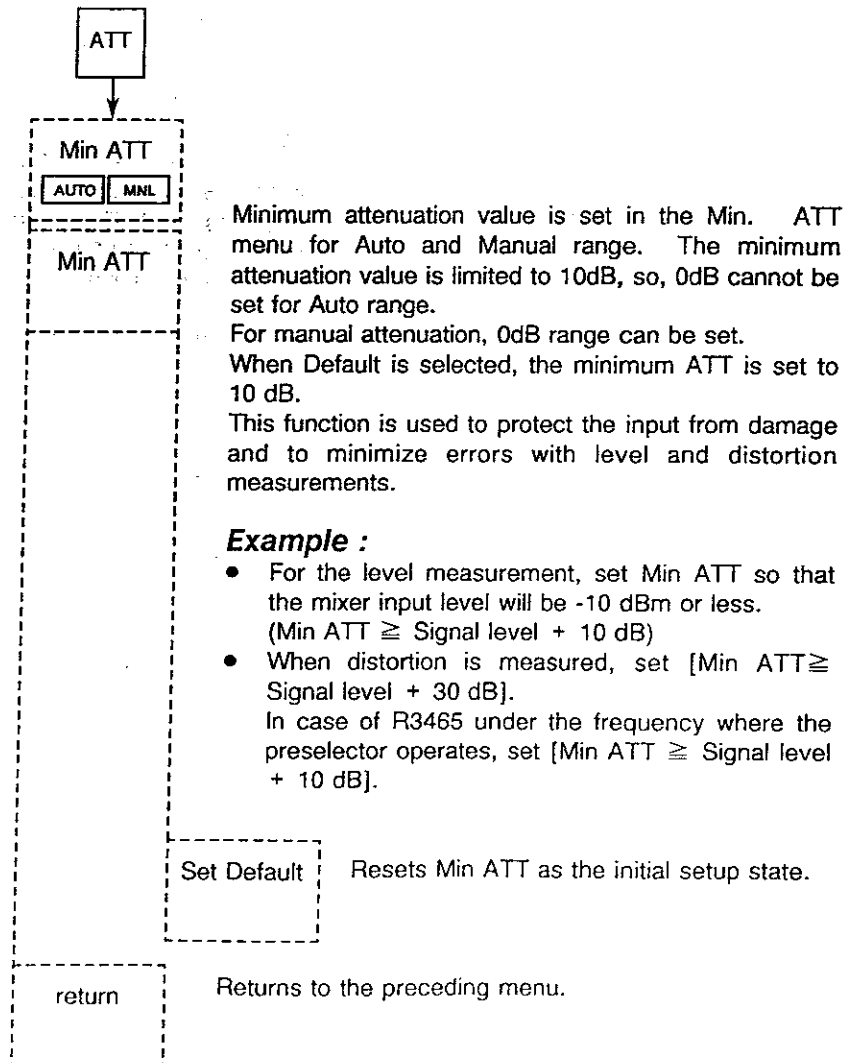 ATT
Min ATT
AUTO MNL
Min ATT
Minimum attenuation value is set in the Min. ATT
menu for Auto and Manual range. The minimum
attenuation value is limited to 10dB, so, 0dB cannot be
set for Auto range.
For manual attenuation, 0dB range can be set.
When Default is selected, the minimum ATT is set to
10 dB.
This function is used to protect the input from damage
and to minimize errors with level and distortion
measurements.
Example :
● For the level measurement, set Min ATT so that
the mixer input level will be -10 dBm or less.
(Min ATT ≧ Signal level + 10 dB)
● When distortion is measured, set [Min ATT≧
Signal level + 30 dB].
In case of R3465 under the frequency where the
preselector operates, set [Min ATT ≧ Signal level
+ 10 dB].
Set Default Resets Min ATT as the initial setup state.
return Returns to the preceding menu.